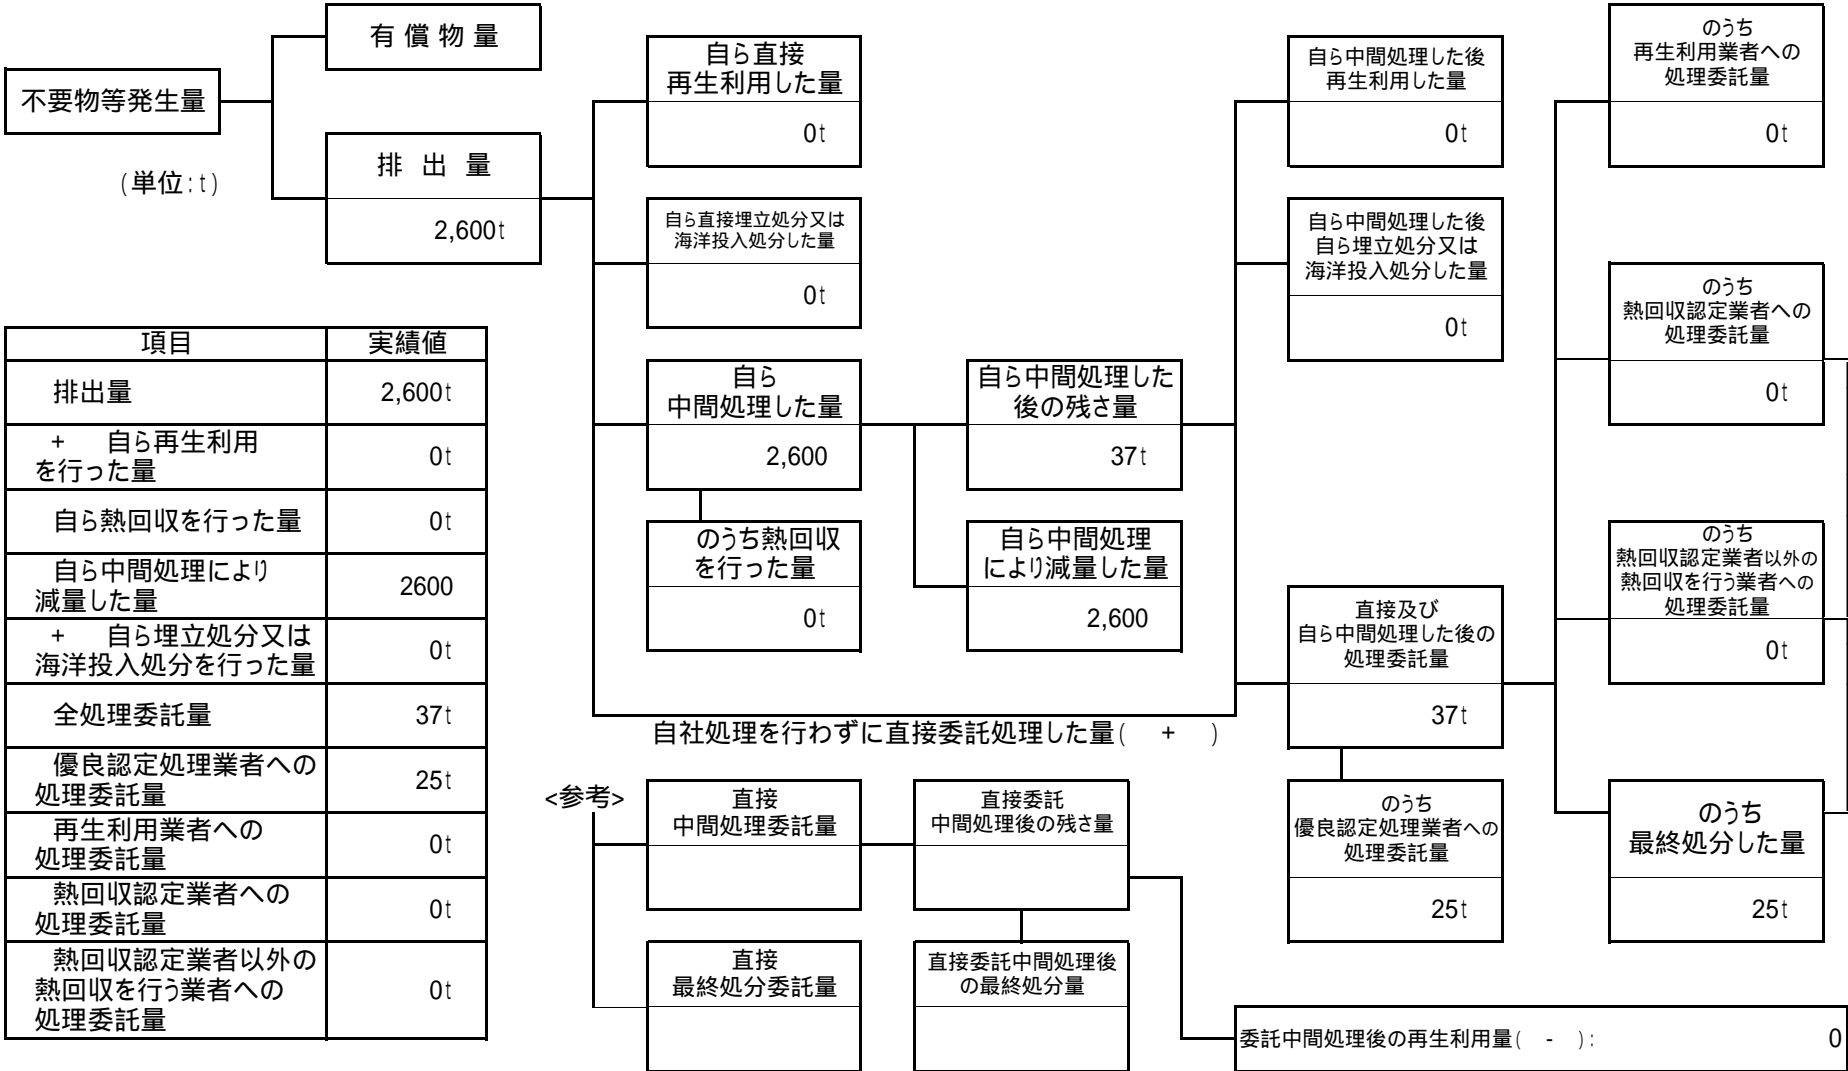 有 償 物 量
不要物等発生量
(単位:t)
排 出 量
2,600t
自ら直接
再生利用した量
0t
自ら直接埋立処分又は
海洋投入処分した量
0t
自ら
中間処理した量
2,600
のうち熱回収
を行った量
0t
自ら中間処理した
後の残さ量
37t
自ら中間処理
により減量した量
2,600
自ら中間処理した後
再生利用した量
0t
自ら中間処理した後
自ら埋立処分又は
海洋投入処分した量
0t
直接及び
自ら中間処理した後の
処理委託量
37t
のうち
優良認定処理業者への
処理委託量
25t
のうち
再生利用業者への
処理委託量
0t
のうち
熱回収認定業者への
処理委託量
0t
のうち
熱回収認定業者以外の
熱回収を行う業者への
処理委託量
0t
のうち
最終処分した量
25t
自社処理を行わずに直接委託処理した量( + )
項目 実績値
排出量 2,600t
+ 自ら再生利用
を行った量 0t
自ら熱回収を行った量 0t
自ら中間処理により
減量した量 2600
+ 自ら埋立処分又は
海洋投入処分を行った量 0t
全処理委託量 37t
優良認定処理業者への
処理委託量 25t
再生利用業者への
処理委託量 0t
熱回収認定業者への
処理委託量 0t
熱回収認定業者以外の
熱回収を行う業者への
処理委託量 0t
<参考>
直接
中間処理委託量
直接委託
中間処理後の残さ量
直接
最終処分委託量
直接委託中間処理後
の最終処分量
委託中間処理後の再生利用量( - ): 0